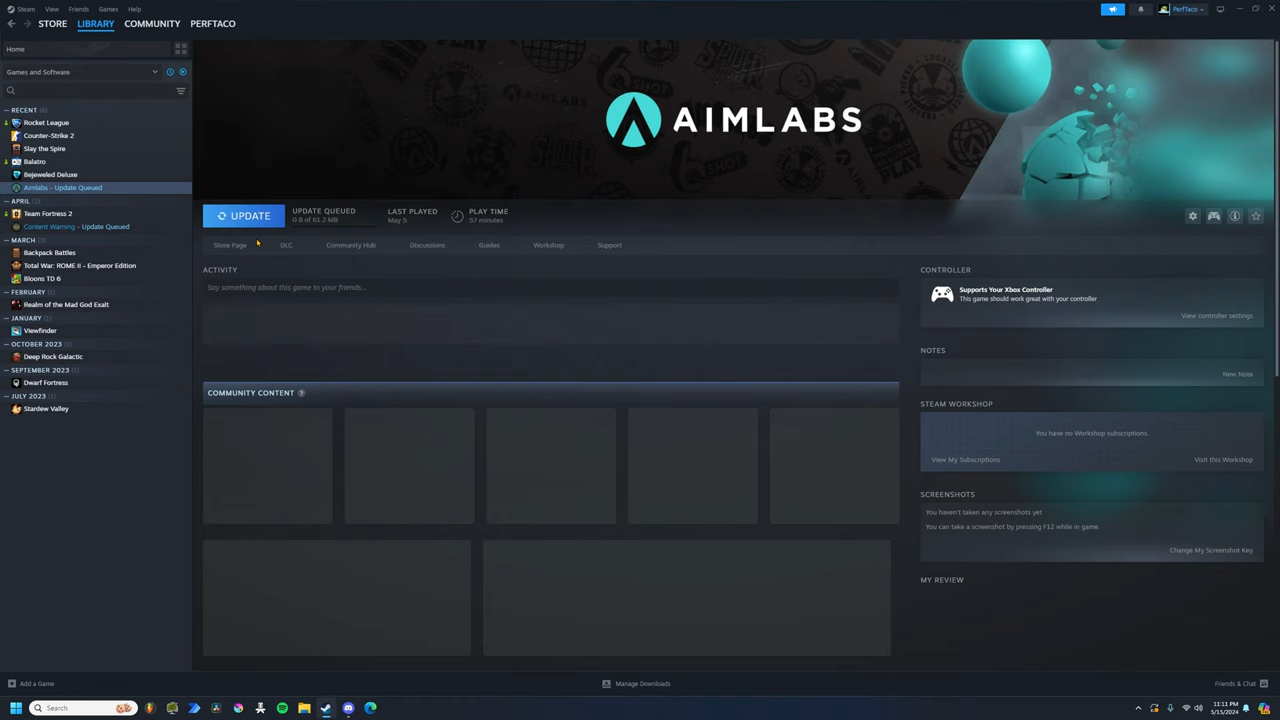 Steam View Friends Games Help
PerfTaco
STORE LIBRARY COMMUNITY PERFTACO
Home
Games and Software
RECENT (6)
Rocket League
Counter-Strike 2
Slay the Spire
Balatro
Bejeweled Deluxe
Aimlabs - Update Queued
APRIL (2)
Team Fortress 2
Content Warning - Update Queued
MARCH (3)
Backpack Battles
Total War: ROME II - Emperor Edition
Bloons TD 6
FEBRUARY (1)
Realm of the Mad God Exalt
JANUARY (1)
Viewfinder
OCTOBER 2023 (1)
Deep Rock Galactic
SEPTEMBER 2023 (1)
Dwarf Fortress
JULY 2023 (1)
Stardew Valley
AIMLABS
UPDATE
UPDATE QUEUED
0 B of 61.2 MB
LAST PLAYED
May 5
PLAY TIME
57 minutes
Store Page DLC Community Hub Discussions Guides Workshop Support
ACTIVITY
Say something about this game to your friends...
COMMUNITY CONTENT ?
CONTROLLER
Supports Your Xbox Controller
This game should work great with your controller
View controller settings
NOTES
New Note
STEAM WORKSHOP
You have no Workshop subscriptions.
View My Subscriptions Visit this Workshop
SCREENSHOTS
You haven't taken any screenshots yet
You can take a screenshot by pressing F12 while in game.
Change My Screenshot Key
MY REVIEW
Add a Game
Manage Downloads
Friends & Chat
Search
11:11 PM
5/15/2024